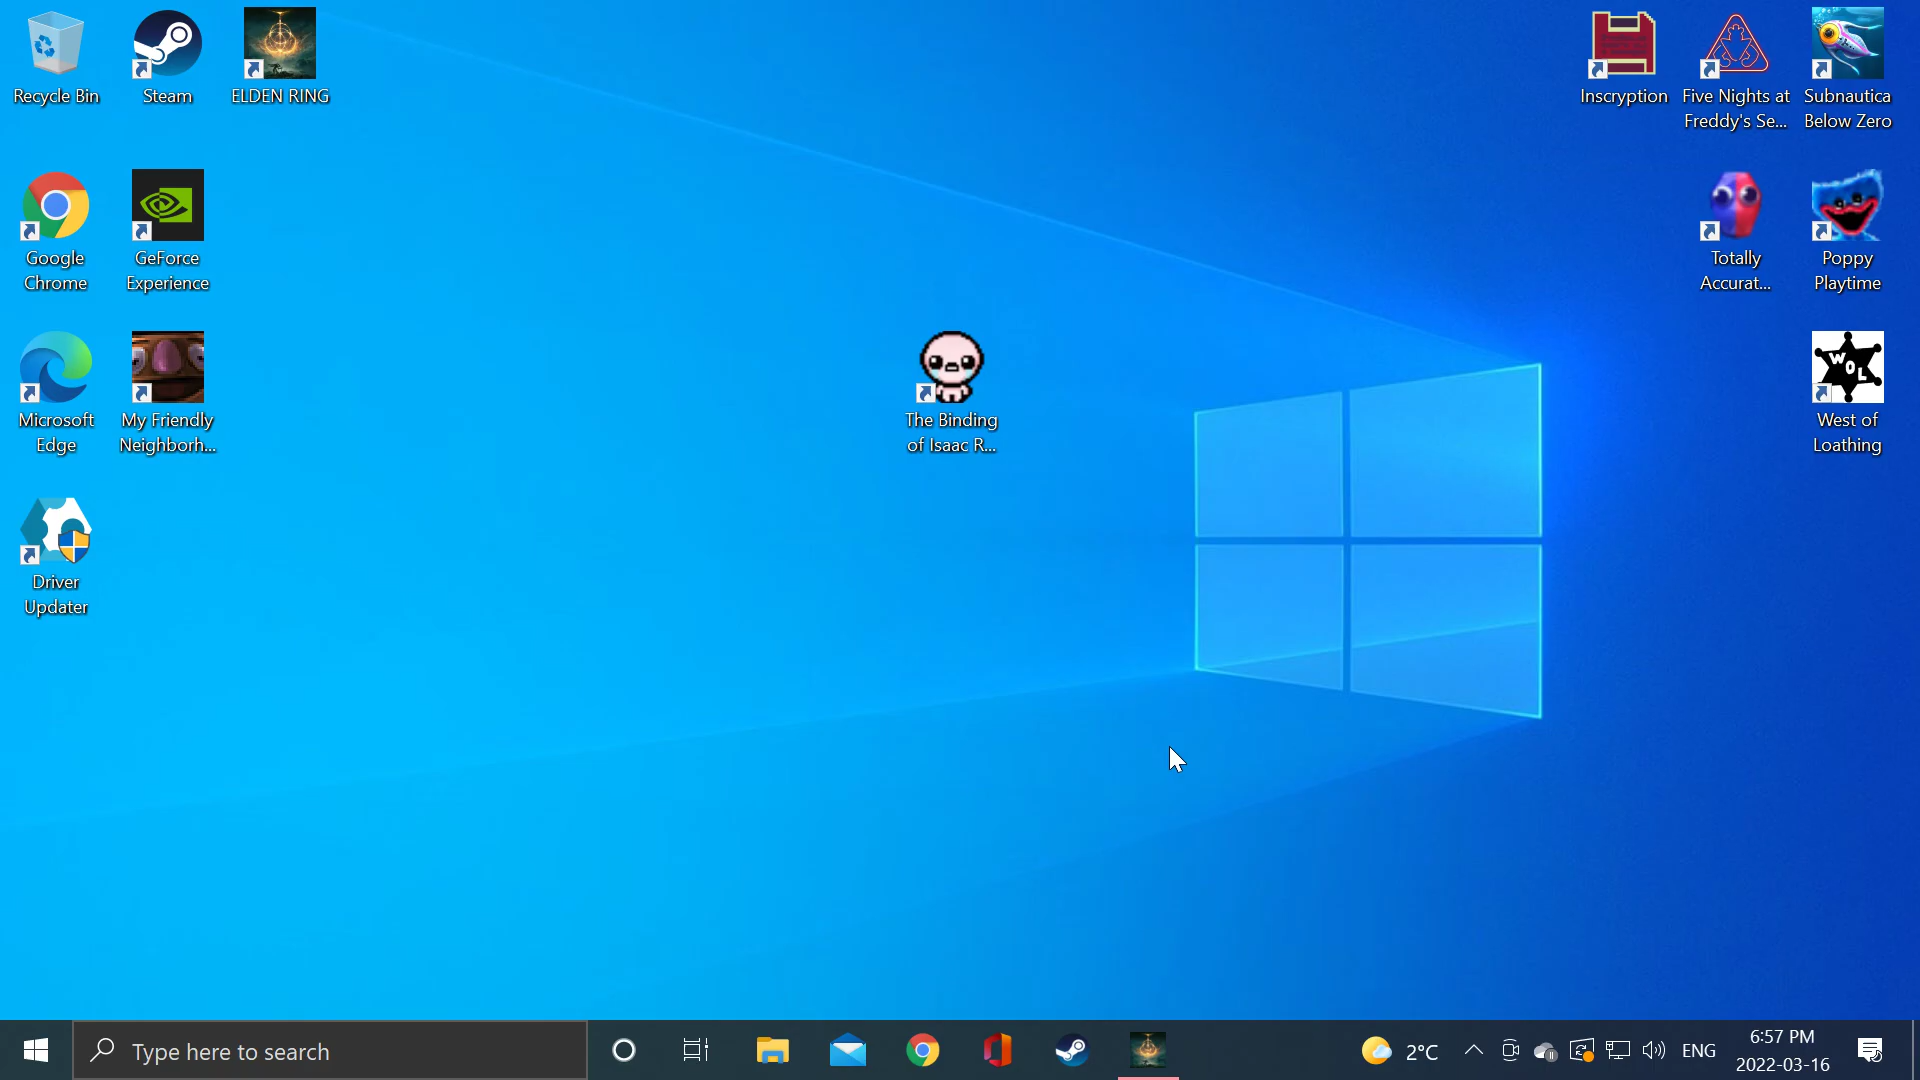 Recycle Bin
Steam
ELDEN RING
Inscryption
Five Nights at
Freddy's Se...
Subnautica
Below Zero
Google
Chrome
GeForce
Experience
Totally
Accurat...
Poppy
Playtime
Microsoft
Edge
My Friendly
Neighborh...
The Binding
of Isaac R...
WOL
West of
Loathing
Driver
Updater
Type here to search
2°C
ENG
6:57 PM
2022-03-16